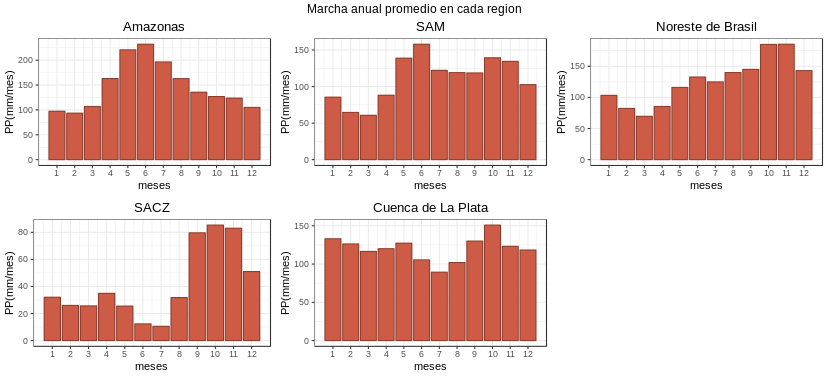 Marcha anual promedio en cada region
Amazonas
PP(mm/mes)
200
150
100
50
0
1 2 3 4 5 6 7 8 9 10 11 12
meses
SAM
PP(mm/mes)
150
100
50
0
1 2 3 4 5 6 7 8 9 10 11 12
meses
Noreste de Brasil
PP(mm/mes)
150
100
50
0
1 2 3 4 5 6 7 8 9 10 11 12
meses
SACZ
PP(mm/mes)
80
60
40
20
0
1 2 3 4 5 6 7 8 9 10 11 12
meses
Cuenca de La Plata
PP(mm/mes)
150
100
50
0
1 2 3 4 5 6 7 8 9 10 11 12
meses